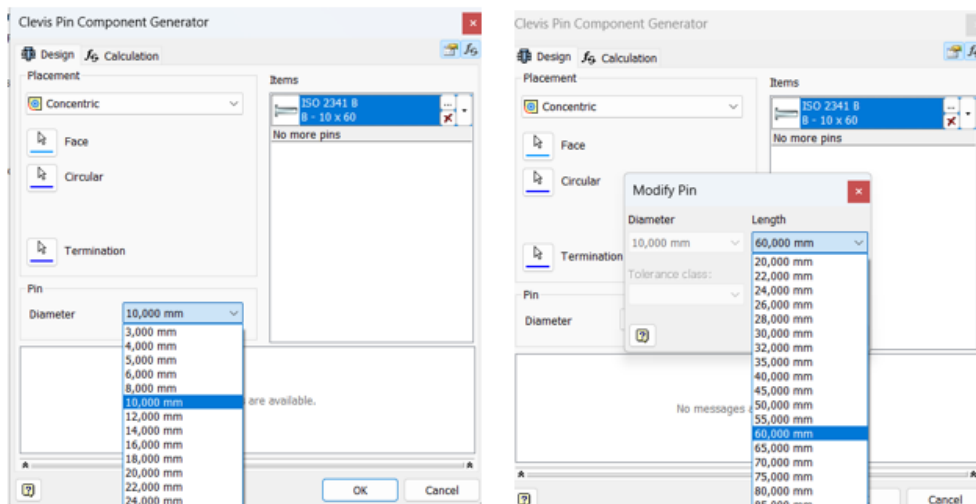 Clevis Pin Component Generator
Design
fG Calculation
Placement
Concentric
Face
Circular
Termination
Pin
Diameter
10,000 mm
3,000 mm
4,000 mm
5,000 mm
6,000 mm
8,000 mm
10,000 mm
12,000 mm
14,000 mm
16,000 mm
18,000 mm
20,000 mm
22,000 mm
24,000 mm
Items
ISO 2341 B
B - 10 x 60
...
No more pins
are available.
OK
Cancel
Clevis Pin Component Generator
Design
fG Calculation
Placement
Concentric
Face
Circular
Termination
Pin
Diameter
Items
ISO 2341 B
B - 10 x 60
...
No more pins
Modify Pin
Diameter
10,000 mm
Tolerance class:
Length
60,000 mm
20,000 mm
22,000 mm
24,000 mm
26,000 mm
28,000 mm
30,000 mm
32,000 mm
35,000 mm
40,000 mm
45,000 mm
50,000 mm
55,000 mm
60,000 mm
65,000 mm
70,000 mm
75,000 mm
80,000 mm
No messages
Cancel